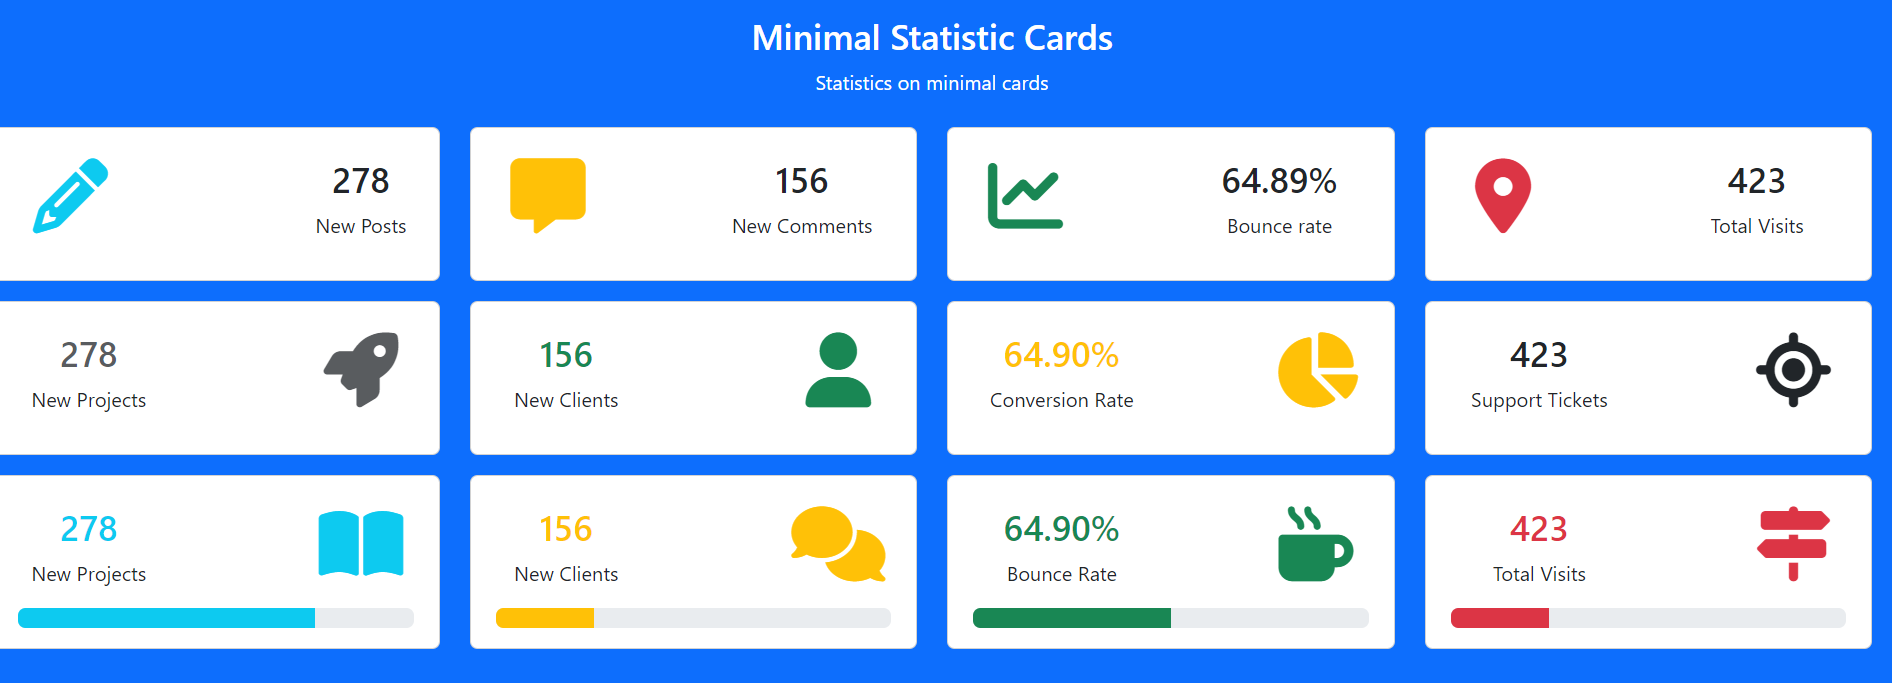 Minimal Statistic Cards
Statistics on minimal cards
278
New Posts
156
New Comments
64.89%
Bounce rate
423
Total Visits
278
New Projects
156
New Clients
64.90%
Conversion Rate
423
Support Tickets
278
New Projects
156
New Clients
64.90%
Bounce Rate
423
Total Visits